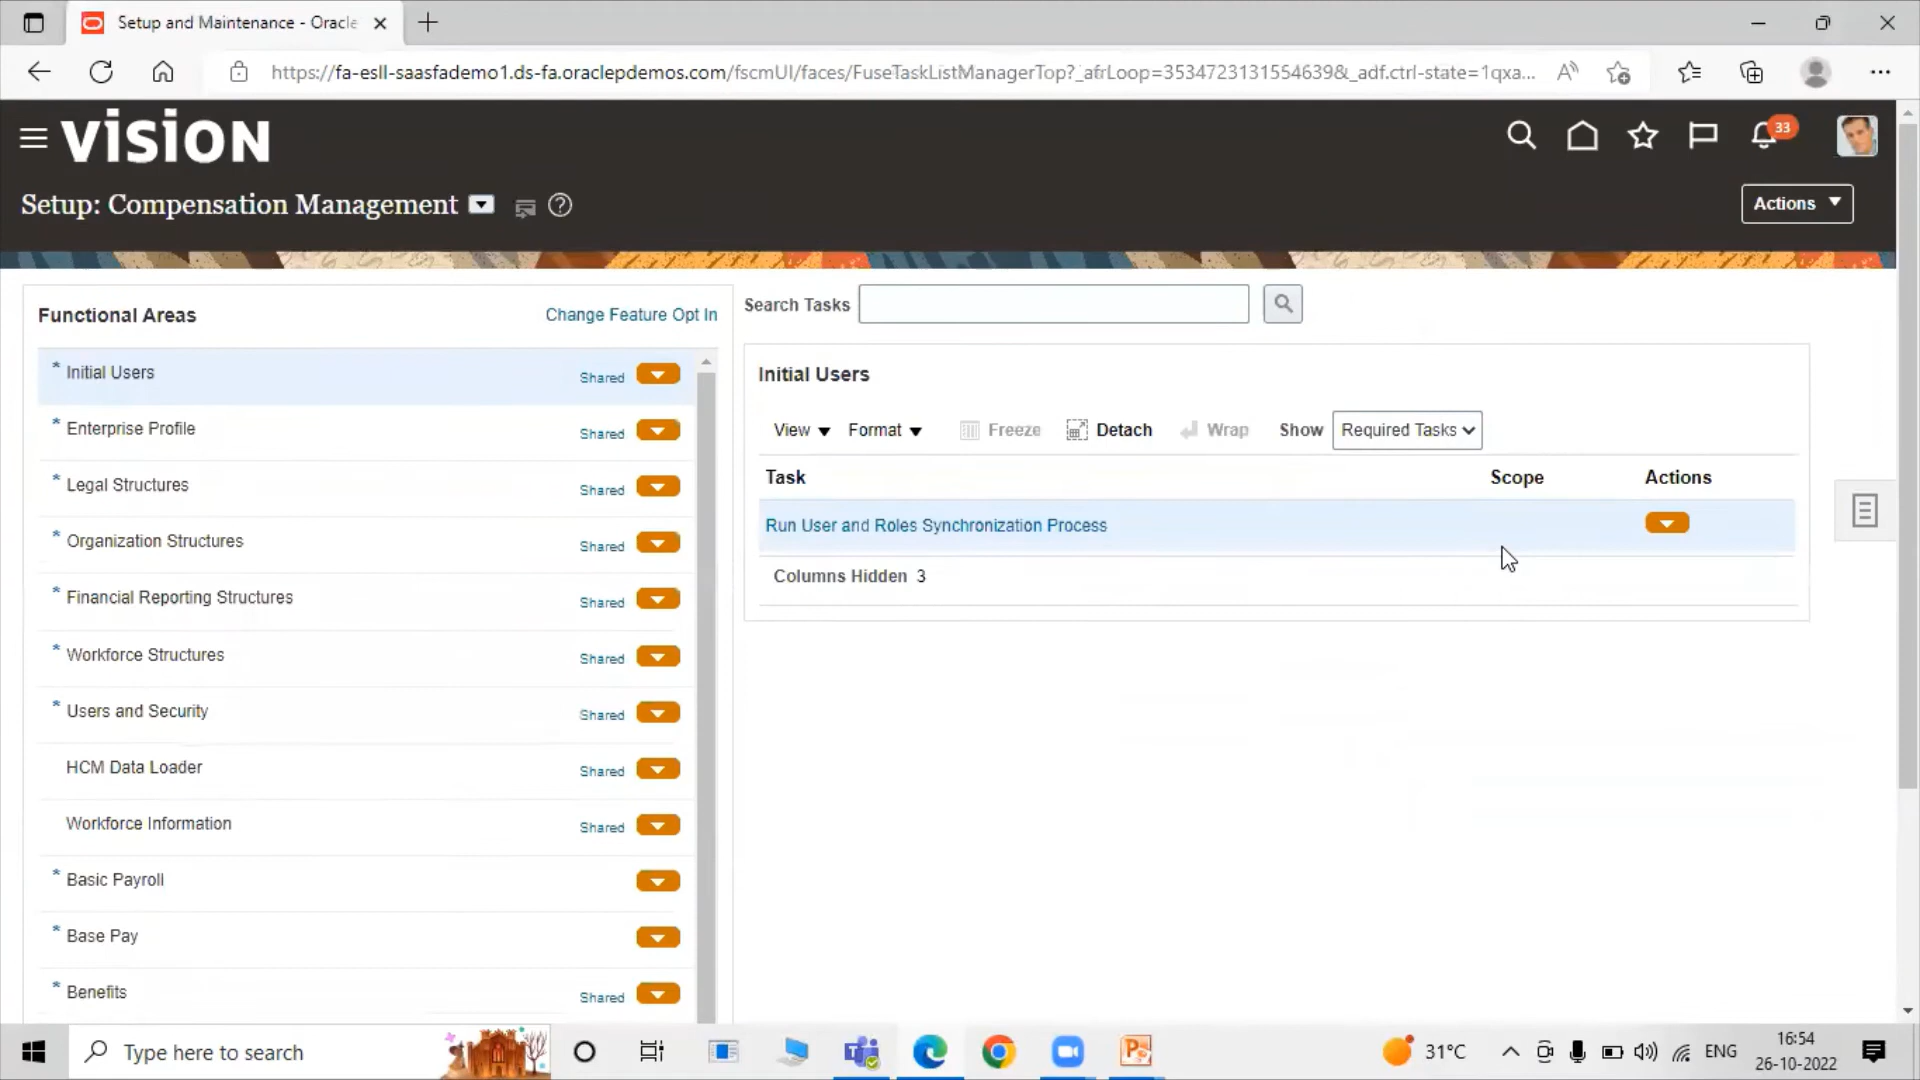 Setup and Maintenance - Oracle
https://fa-esll-saasfademo1.ds-fa.oraclepdemos.com/fscmUI/faces/FuseTaskListManagerTop?_afrLoop=3534723131554639&_adf.ctrl-state=1qxa...
VISION
33
Setup: Compensation Management
Actions
Functional Areas
Change Feature Opt In
Search Tasks
* Initial Users Shared
* Enterprise Profile Shared
* Legal Structures Shared
* Organization Structures Shared
* Financial Reporting Structures Shared
* Workforce Structures Shared
* Users and Security Shared
HCM Data Loader Shared
Workforce Information Shared
* Basic Payroll
* Base Pay
* Benefits Shared
Initial Users
View Format Freeze Detach Wrap Show Required Tasks
Task Scope Actions
Run User and Roles Synchronization Process
Columns Hidden 3
Type here to search
31°C
ENG
16:54
26-10-2022